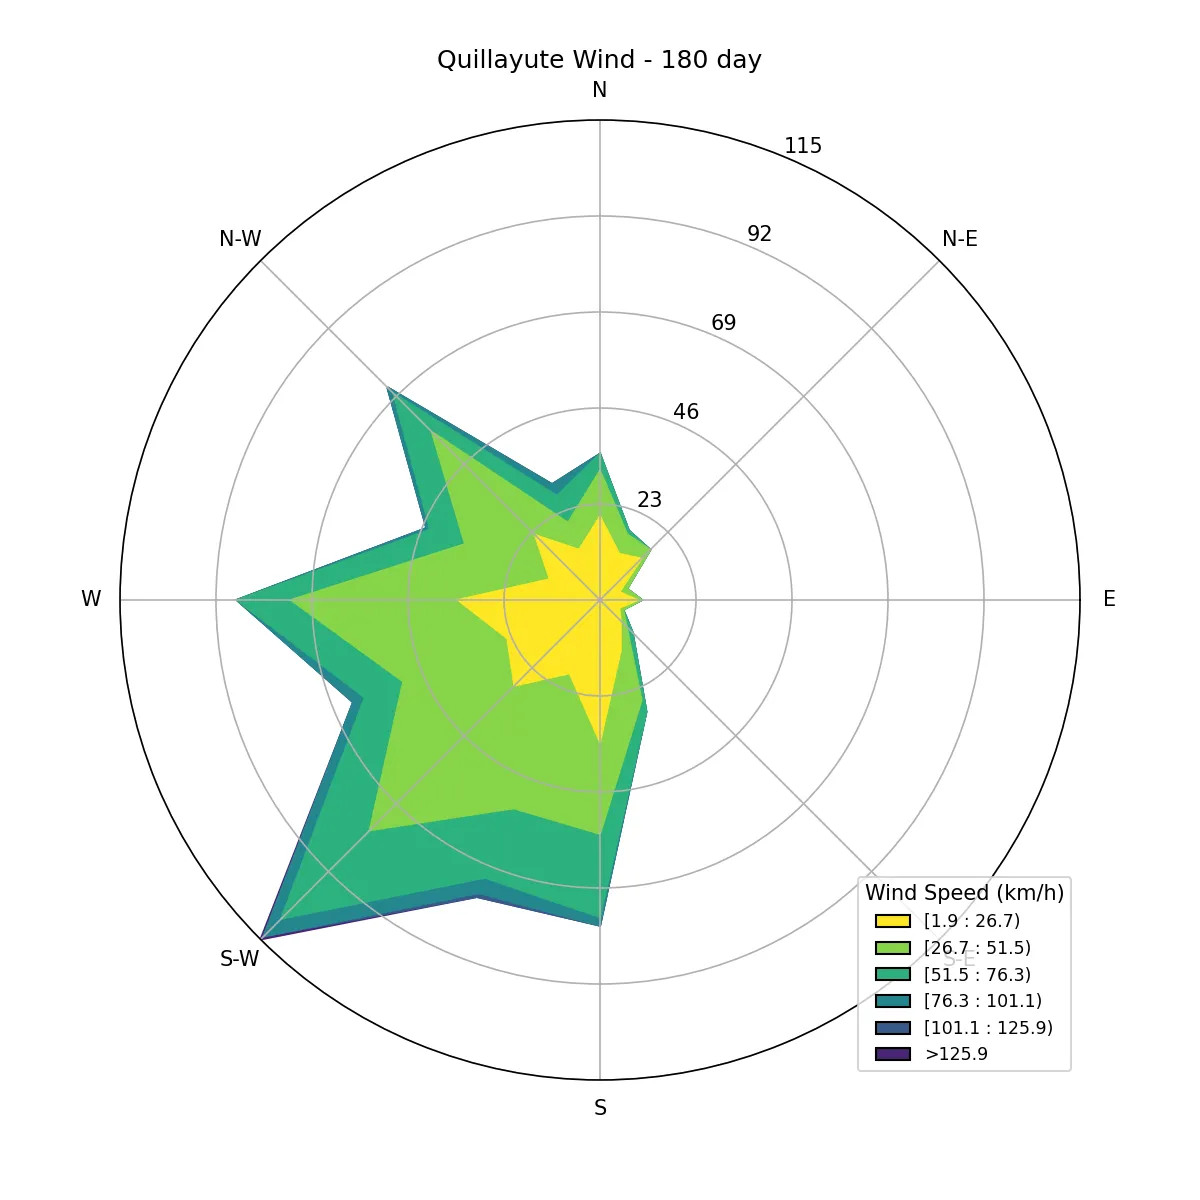 Quillayute Wind - 180 day
N
115
N-W
92
N-E
69
46
23
W
E
Wind Speed (km/h)
[1.9 : 26.7)
[26.7 : 51.5)
S-W
S-E
[51.5 : 76.3)
[76.3 : 101.1)
[101.1 : 125.9)
>125.9
S